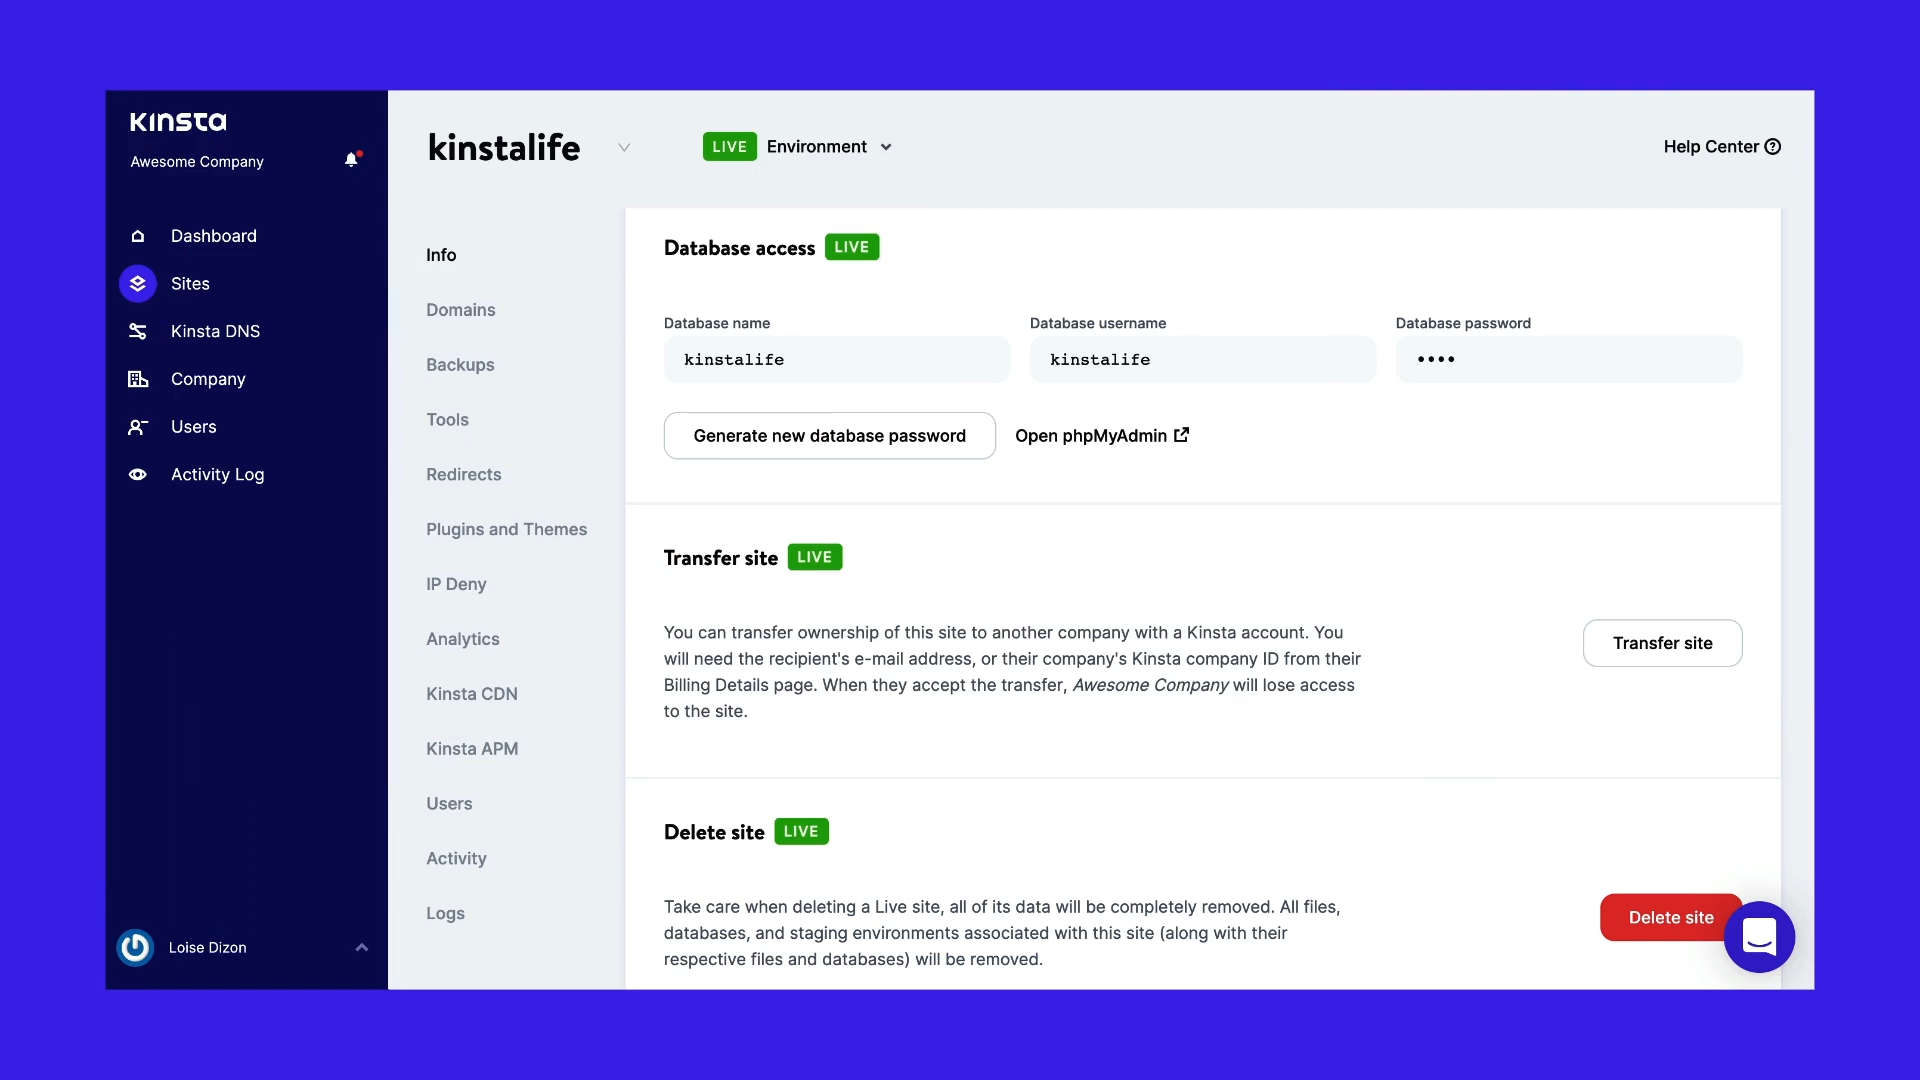 Kinsta
Awesome Company
Dashboard
Sites
Kinsta DNS
Company
Users
Activity Log
Loise Dizon
kinstalife
LIVE Environment
Help Center
Info
Domains
Backups
Tools
Redirects
Plugins and Themes
IP Deny
Analytics
Kinsta CDN
Kinsta APM
Users
Activity
Logs
Database access LIVE
Database name
kinstalife
Database username
kinstalife
Database password
••••
Generate new database password
Open phpMyAdmin
Transfer site LIVE
You can transfer ownership of this site to another company with a Kinsta account. You
will need the recipient's e-mail address, or their company's Kinsta company ID from their
Billing Details page. When they accept the transfer, Awesome Company will lose access
to the site.
Transfer site
Delete site LIVE
Take care when deleting a Live site, all of its data will be completely removed. All files,
databases, and staging environments associated with this site (along with their
respective files and databases) will be removed.
Delete site